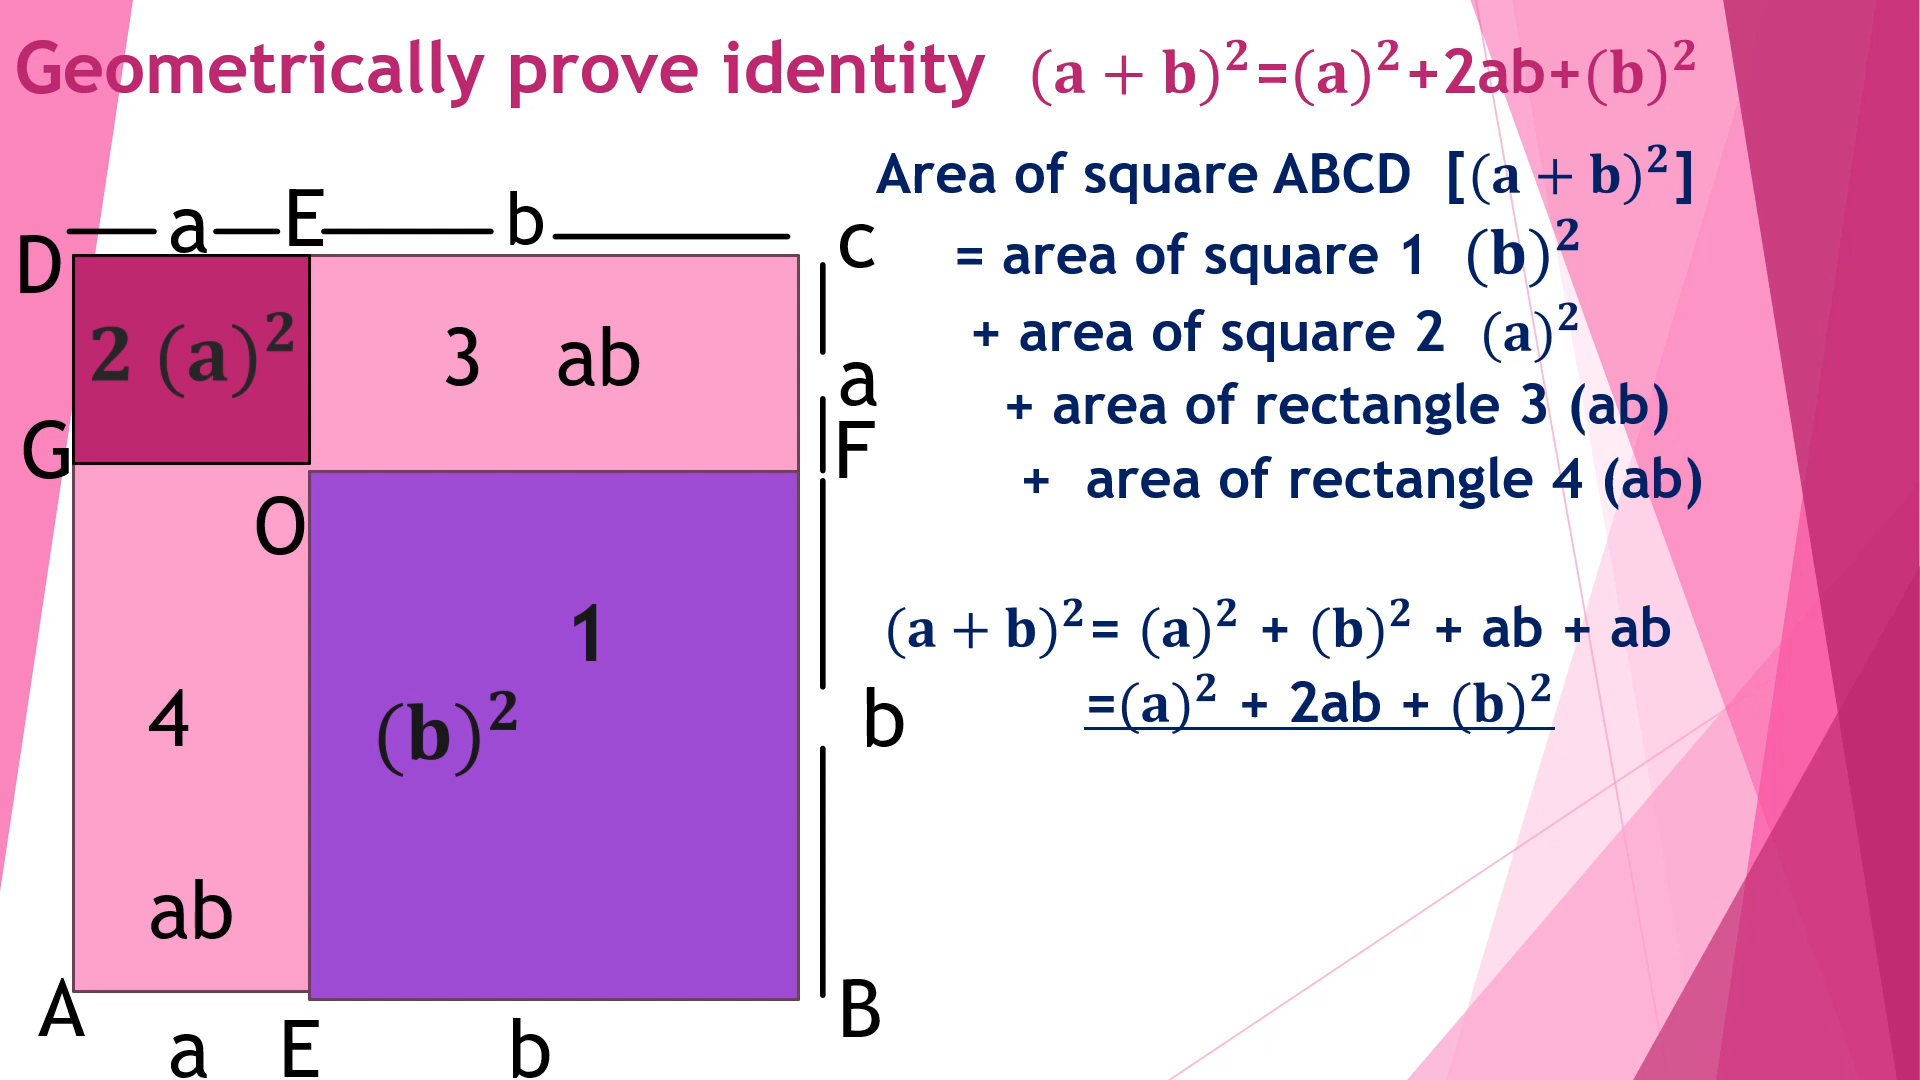 Geometrically prove identity (𝐚 + 𝐛)²=(𝐚)²+2ab+(𝐛)²
Area of square ABCD [(𝐚 + 𝐛)²]
= area of square 1 (𝐛)²
+ area of square 2 (𝐚)²
+ area of rectangle 3 (ab)
+ area of rectangle 4 (ab)
(𝐚 + 𝐛)²= (𝐚)² + (𝐛)² + ab + ab
=(𝐚)² + 2ab + (𝐛)²
a E b
D C
2 (𝐚)² 3 ab
a
G F
O
1
4 (𝐛)² b
ab
A B
a E b